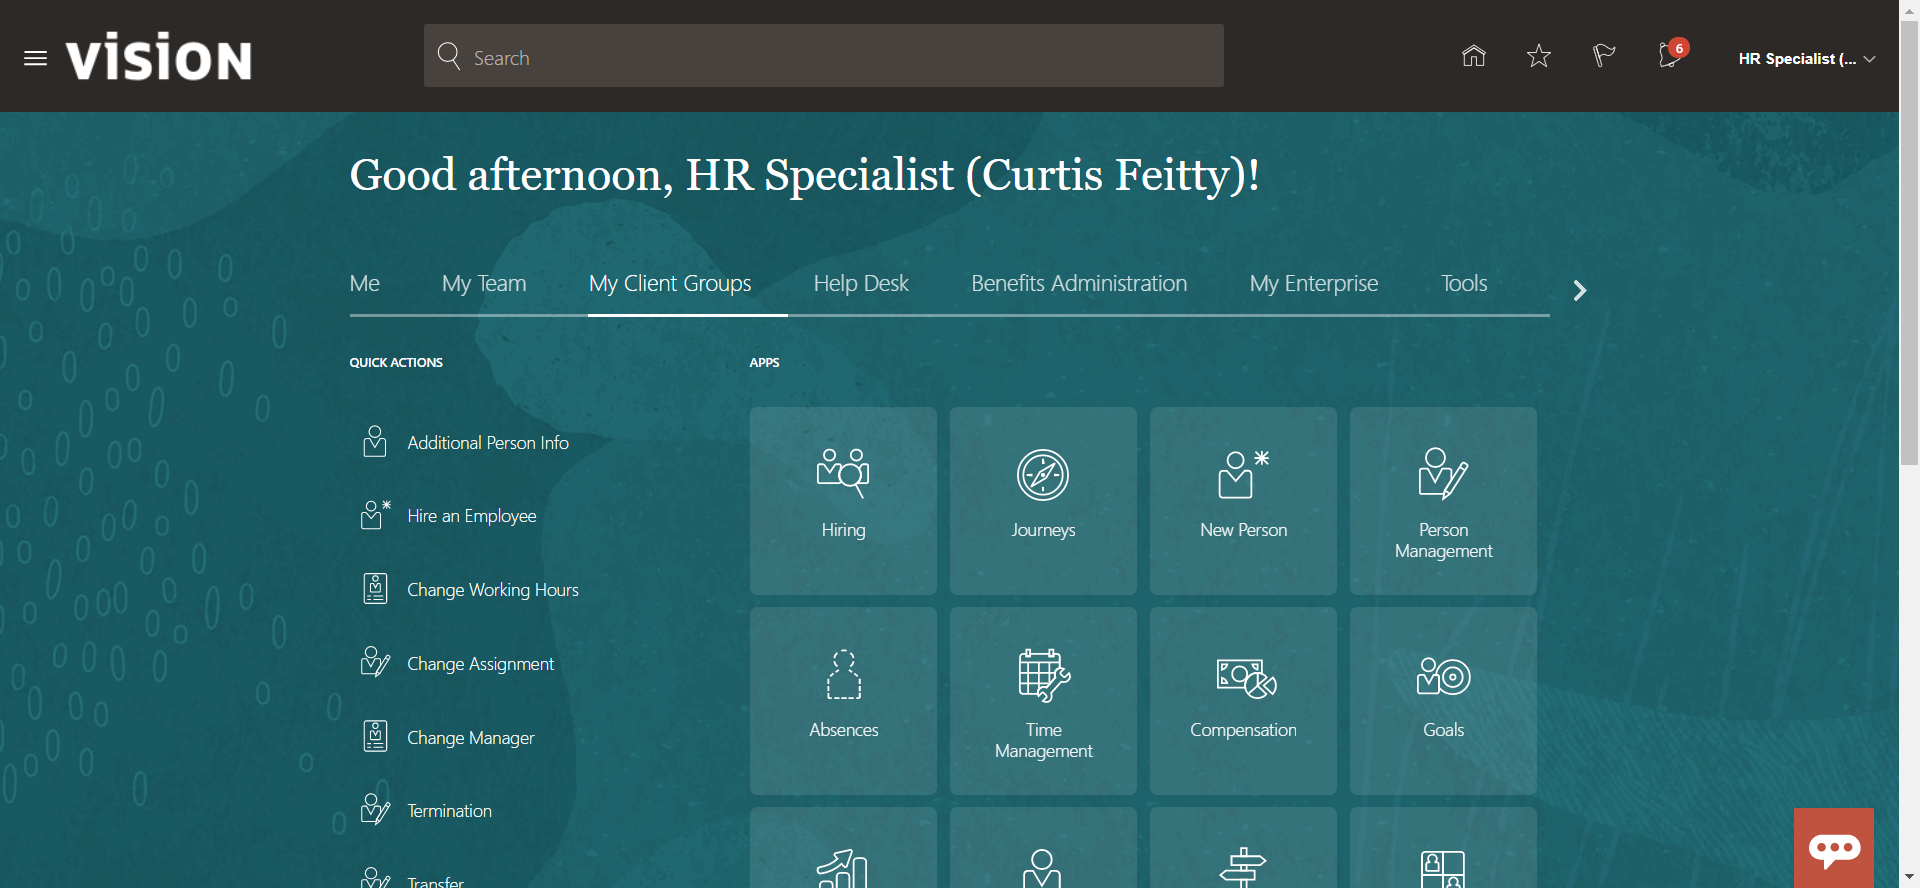 vision
Search
6
HR Specialist (...
Good afternoon, HR Specialist (Curtis Feitty)!
Me
My Team
My Client Groups
Help Desk
Benefits Administration
My Enterprise
Tools
QUICK ACTIONS
Additional Person Info
Hire an Employee
Change Working Hours
Change Assignment
Change Manager
Termination
Transfer
APPS
Hiring
Journeys
New Person
Person
Management
Absences
Time
Management
Compensation
Goals